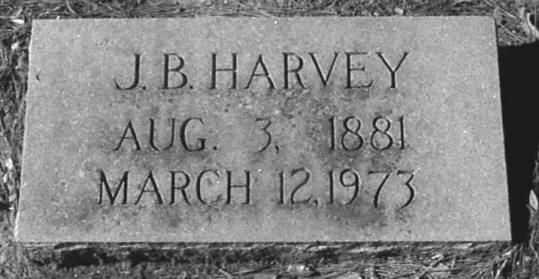 J.B. HARVEY
AUG. 3, 1881
MARCH 12, 1973